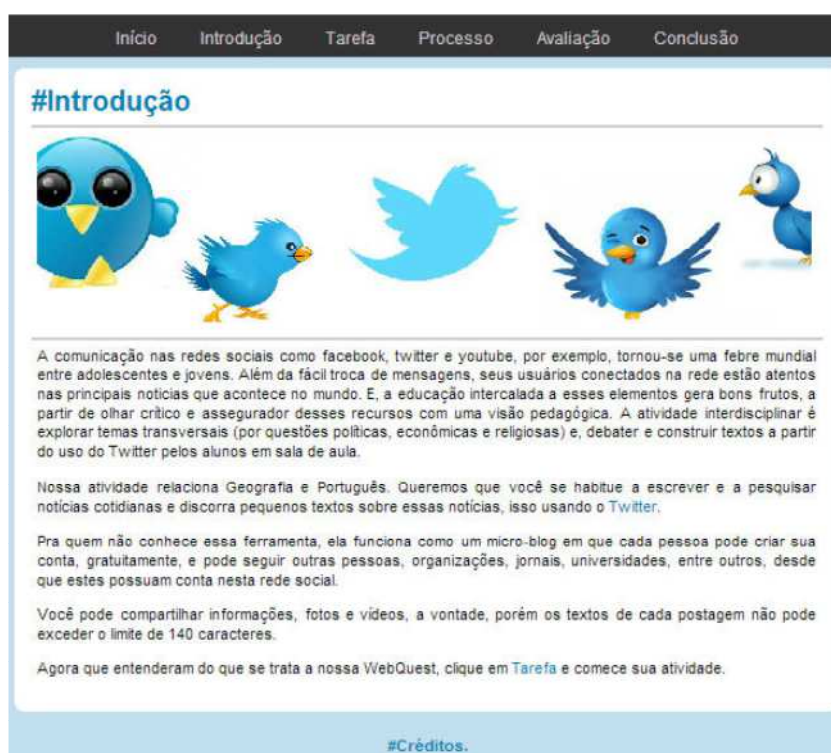 Início Introdução Tarefa Processo Avaliação Conclusão
#Introdução
A comunicação nas redes sociais como facebook, twitter e youtube, por exemplo, tornou-se uma febre mundial
entre adolescentes e jovens. Além da fácil troca de mensagens, seus usuários conectados na rede estão atentos
nas principais noticias que acontece no mundo. E, a educação intercalada a esses elementos gera bons frutos, a
partir de olhar crítico e assegurador desses recursos com uma visão pedagógica. A atividade interdisciplinar é
explorar temas transversais (por questões políticas, econômicas e religiosas) e, debater e construir textos a partir
do uso do Twitter pelos alunos em sala de aula.
Nossa atividade relaciona Geografia e Português. Queremos que você se habitue a escrever e a pesquisar
notícias cotidianas e discorra pequenos textos sobre essas notícias, isso usando o Twitter.
Pra quem não conhece essa ferramenta, ela funciona como um micro-blog em que cada pessoa pode criar sua
conta, gratuitamente, e pode seguir outras pessoas, organizações, jornais, universidades, entre outros, desde
que estes possuam conta nesta rede social.
Você pode compartilhar informações, fotos e vídeos, a vontade, porém os textos de cada postagem não pode
exceder o limite de 140 caracteres.
Agora que entenderam do que se trata a nossa WebQuest, clique em Tarefa e comece sua atividade.
#Créditos.